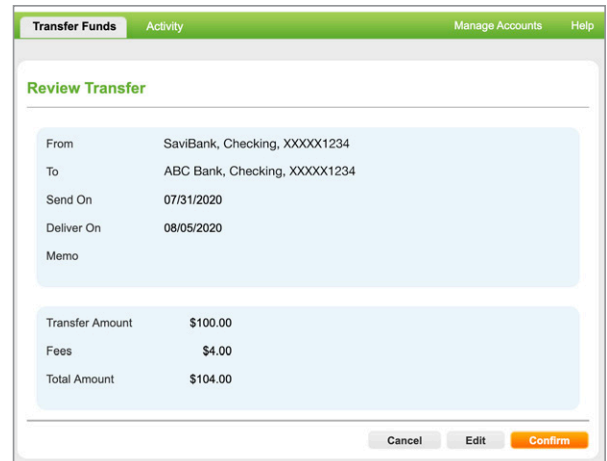 Transfer Funds Activity Manage Accounts Help
Review Transfer
From SaviBank, Checking, XXXXX1234
To ABC Bank, Checking, XXXXX1234
Send On 07/31/2020
Deliver On 08/05/2020
Memo
Transfer Amount $100.00
Fees $4.00
Total Amount $104.00
Cancel Edit Confirm